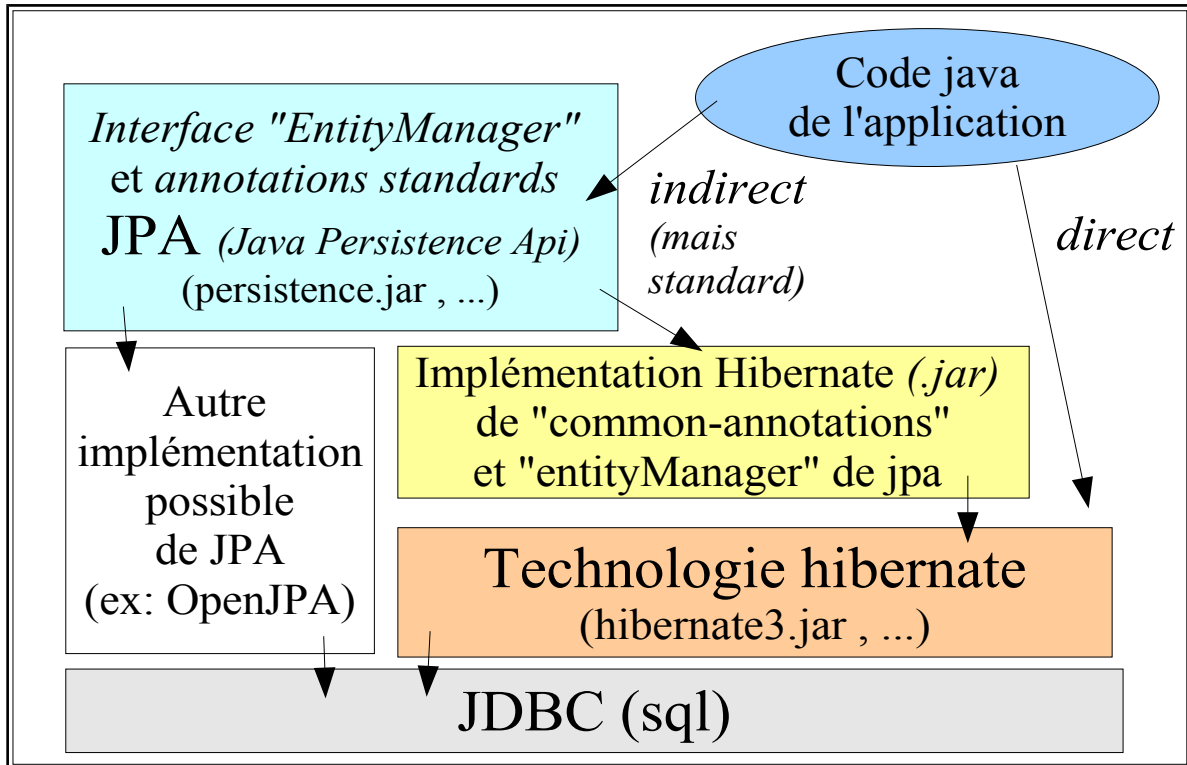 Code java
de l'application
Interface "EntityManager"
et annotations standards
JPA (Java Persistence Api)
(persistence.jar , ...)
indirect
(mais
standard)
direct
Autre
implémentation
possible
de JPA
(ex: OpenJPA)
Implémentation Hibernate (.jar)
de "common-annotations"
et "entityManager" de jpa
Technologie hibernate
(hibernate3.jar , ...)
JDBC (sql)